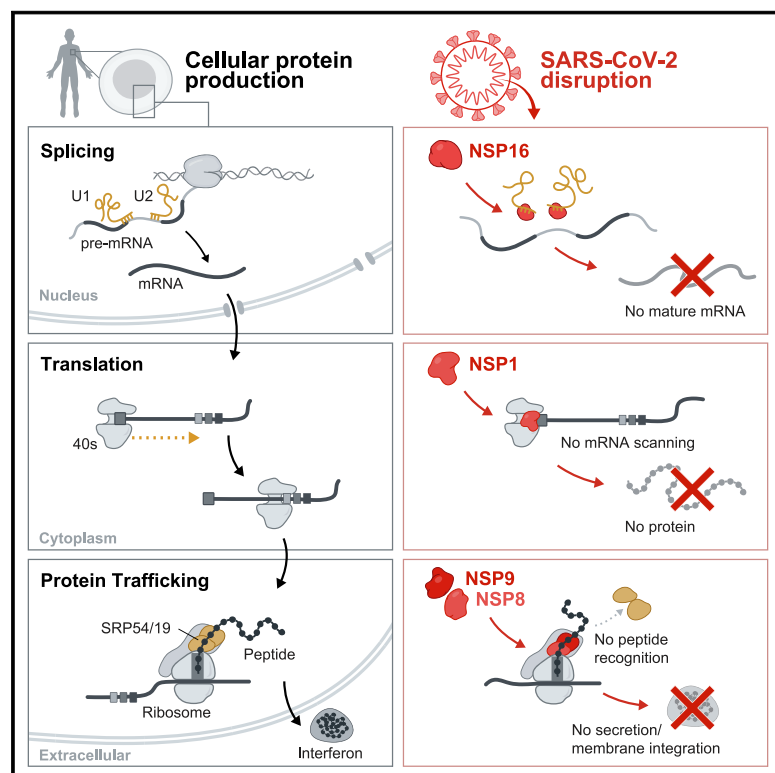 Cellular protein
production
SARS-CoV-2
disruption
Splicing
U1
U2
pre-mRNA
mRNA
Nucleus
NSP16
No mature mRNA
Translation
40s
Cytoplasm
NSP1
No mRNA scanning
No protein
Protein Trafficking
SRP54/19
Peptide
Ribosome
Interferon
Extracellular
NSP9
NSP8
No peptide
recognition
No secretion/
membrane integration